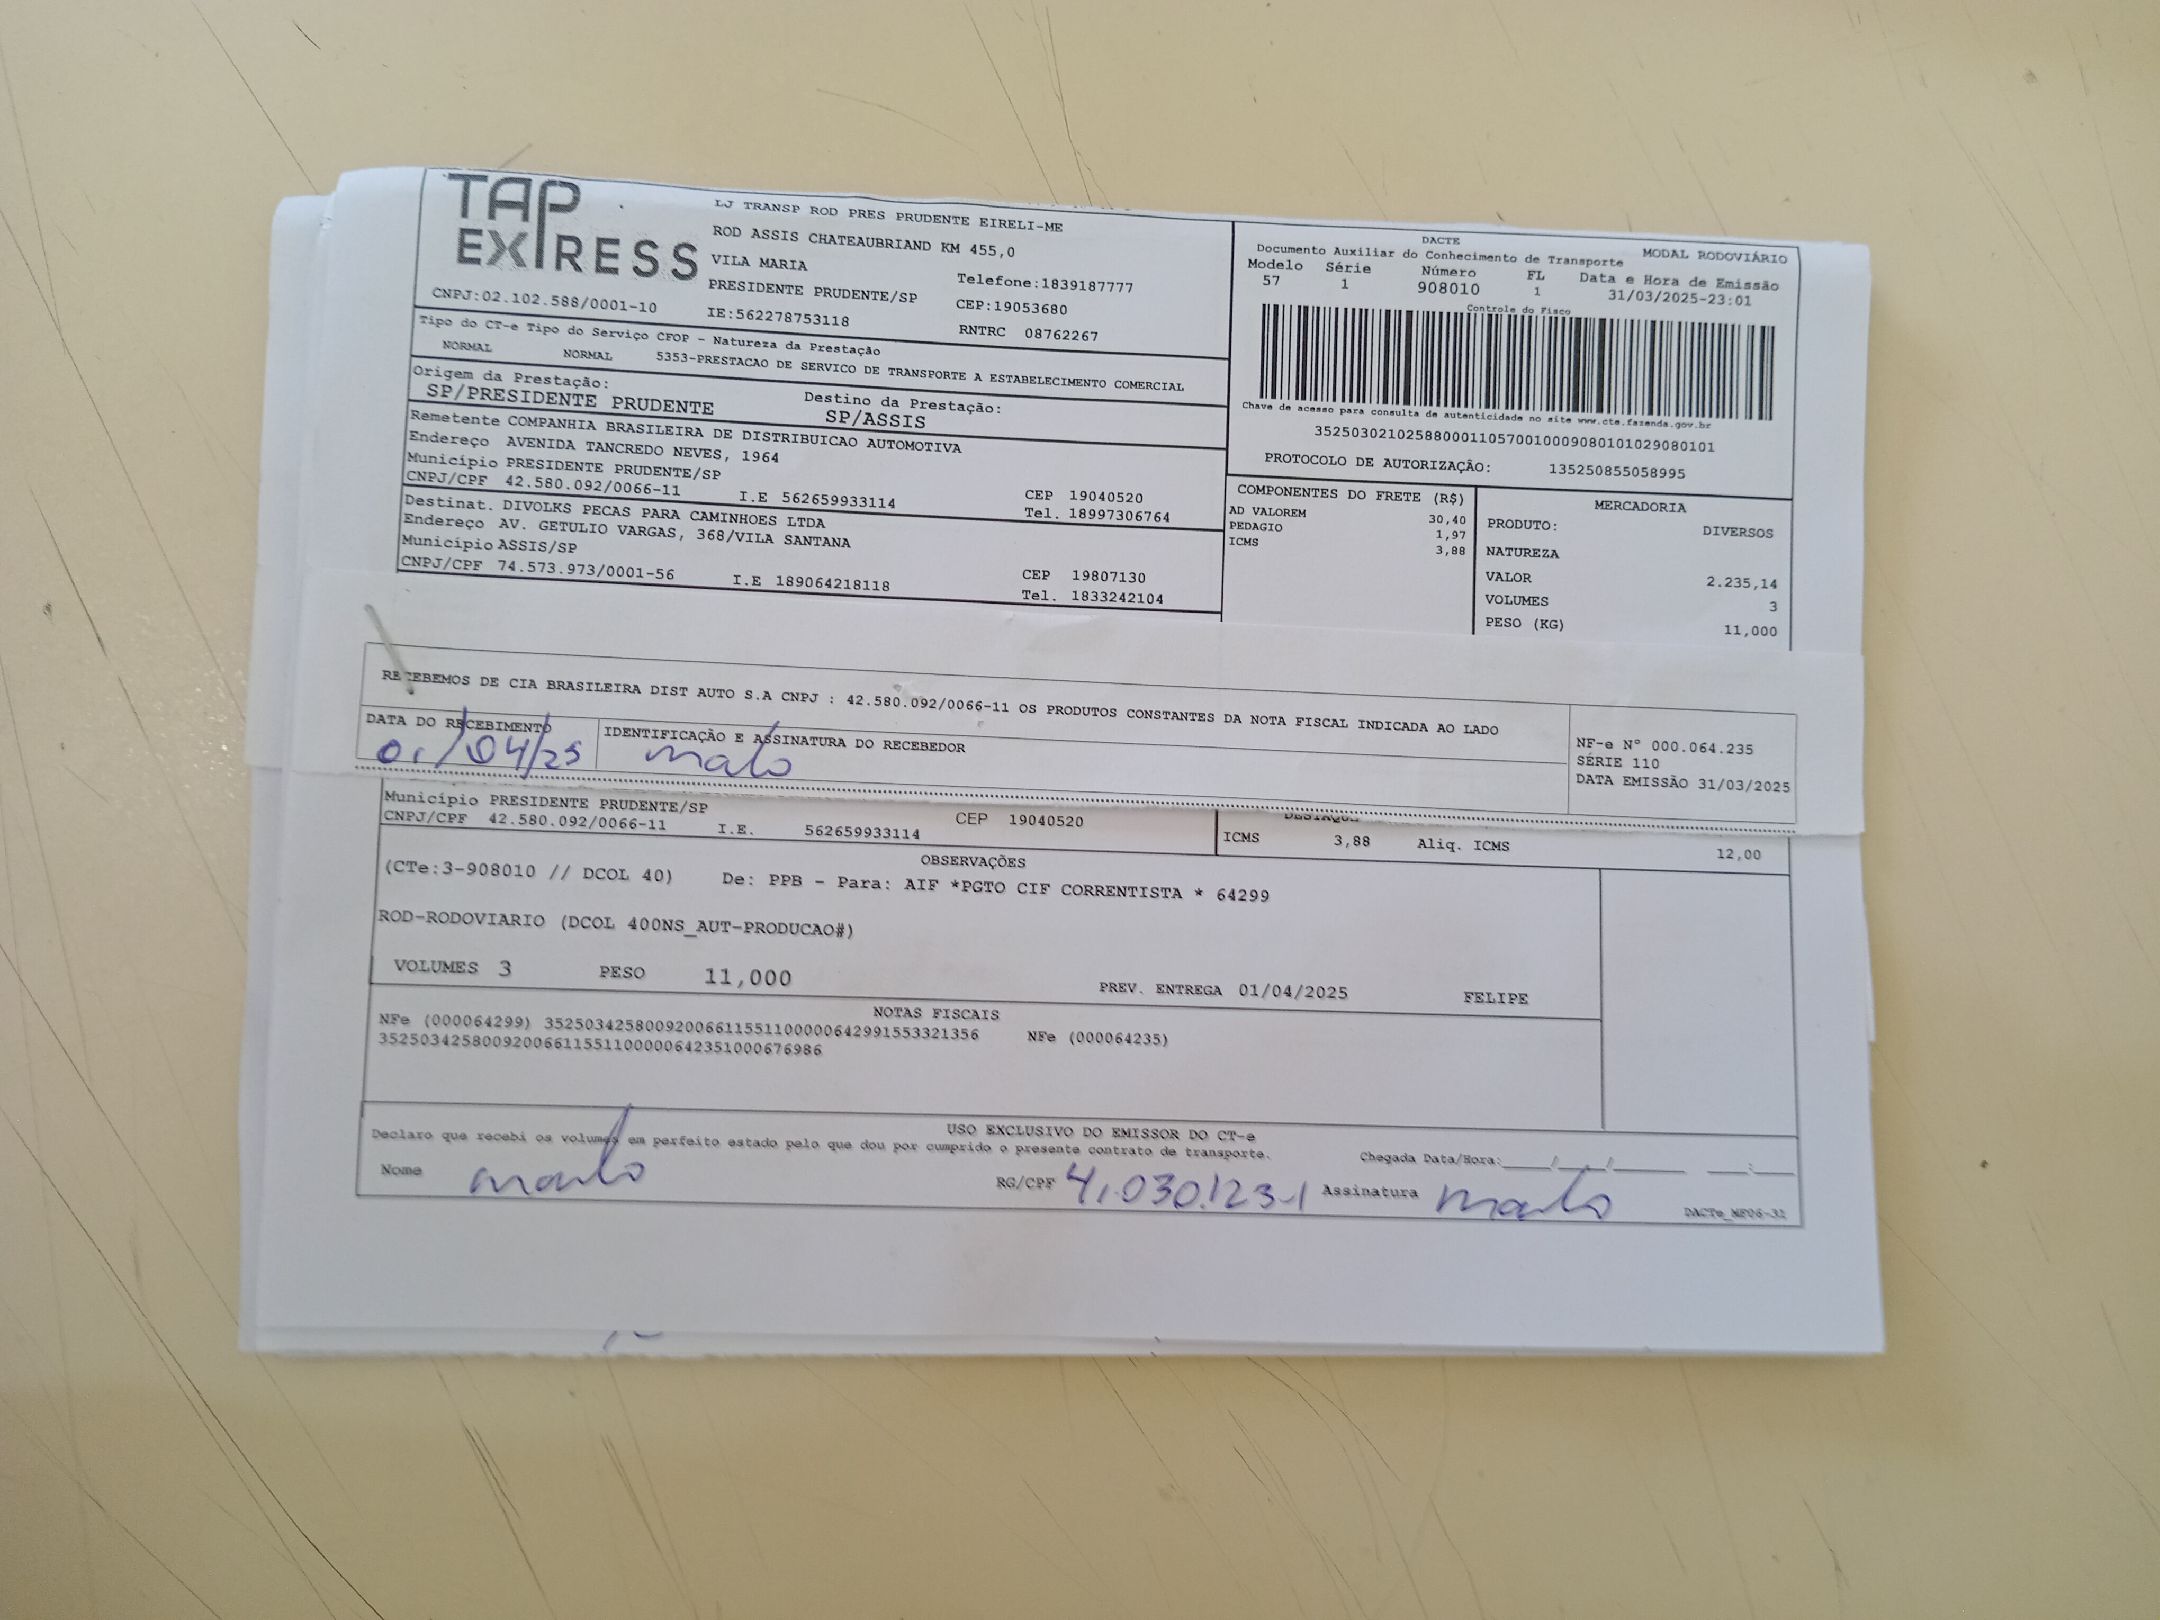 TAP
EXPRESS
CNPJ:02.102.588/0001-10
LJ TRANSP ROD PRES PRUDENTE EIRELI-ME
ROD ASSIS CHATEAUBRIAND KM 455,0
VILA MARIA
Telefone:1839187777
PRESIDENTE PRUDENTE/SP
CEP:19053680
IE:562278753118
RNTRC 08762267
DACTE
Documento Auxiliar do Conhecimento de Transporte
MODAL RODOVIÁRIO
Modelo Série Número FL Data e Hora de Emissão
57 1 908010 1 31/03/2025-23:01
Controle do Fisco
Chave de acesso para consulta de autenticidade no site www.cte.fazenda.gov.br
35250302102588000110570010009080101029080101
PROTOCOLO DE AUTORIZAÇÃO: 135250855058995
Tipo do CT-e Tipo do Serviço CFOP - Natureza da Prestação
NORMAL NORMAL 5353-PRESTACAO DE SERVICO DE TRANSPORTE A ESTABELECIMENTO COMERCIAL
Origem da Prestação: Destino da Prestação:
SP/PRESIDENTE PRUDENTE SP/ASSIS
Remetente COMPANHIA BRASILEIRA DE DISTRIBUICAO AUTOMOTIVA
Endereço AVENIDA TANCREDO NEVES, 1964
Município PRESIDENTE PRUDENTE/SP CEP 19040520
CNPJ/CPF 42.580.092/0066-11 I.E 562659933114 Tel. 18997306764
Destinat. DIVOLKS PECAS PARA CAMINHOES LTDA
Endereço AV. GETULIO VARGAS, 368/VILA SANTANA
Município ASSIS/SP CEP 19807130
CNPJ/CPF 74.573.973/0001-56 I.E 189064218118 Tel. 1833242104
COMPONENTES DO FRETE (R$)
AD VALOREM 30,40
PEDAGIO 1,97
ICMS 3,88
MERCADORIA
PRODUTO: DIVERSOS
NATUREZA
VALOR 2.235,14
VOLUMES 3
PESO (KG) 11,000
RECEBEMOS DE CIA BRASILEIRA DIST AUTO S.A CNPJ : 42.580.092/0066-11 OS PRODUTOS CONSTANTES DA NOTA FISCAL INDICADA AO LADO
DATA DO RECEBIMENTO IDENTIFICAÇÃO E ASSINATURA DO RECEBEDOR
01/04/25
NF-e Nº 000.064.235
SÉRIE 110
DATA EMISSÃO 31/03/2025
Município PRESIDENTE PRUDENTE/SP CEP 19040520
CNPJ/CPF 42.580.092/0066-11 I.E. 562659933114
ICMS 3,88 Aliq. ICMS 12,00
OBSERVAÇÕES
(CTe:3-908010 // DCOL 40) De: PPB - Para: AIF *PGTO CIF CORRENTISTA * 64299
ROD-RODOVIARIO (DCOL 400NS_AUT-PRODUCAO#)
VOLUMES 3 PESO 11,000 PREV. ENTREGA 01/04/2025 FELIPE
NOTAS FISCAIS
NFe (000064299) 35250342580092006611551100000642991553321356 NFe (000064235)
35250342580092006611551100000642351000676986
USO EXCLUSIVO DO EMISSOR DO CT-e
Declaro que recebi os volumes em perfeito estado pelo que dou por cumprido o presente contrato de transporte.
Chegada Data/Hora:____/____/____ ____:____
Nome RG/CPF 41.030.123-1 Assinatura
DACTe_NF06-32